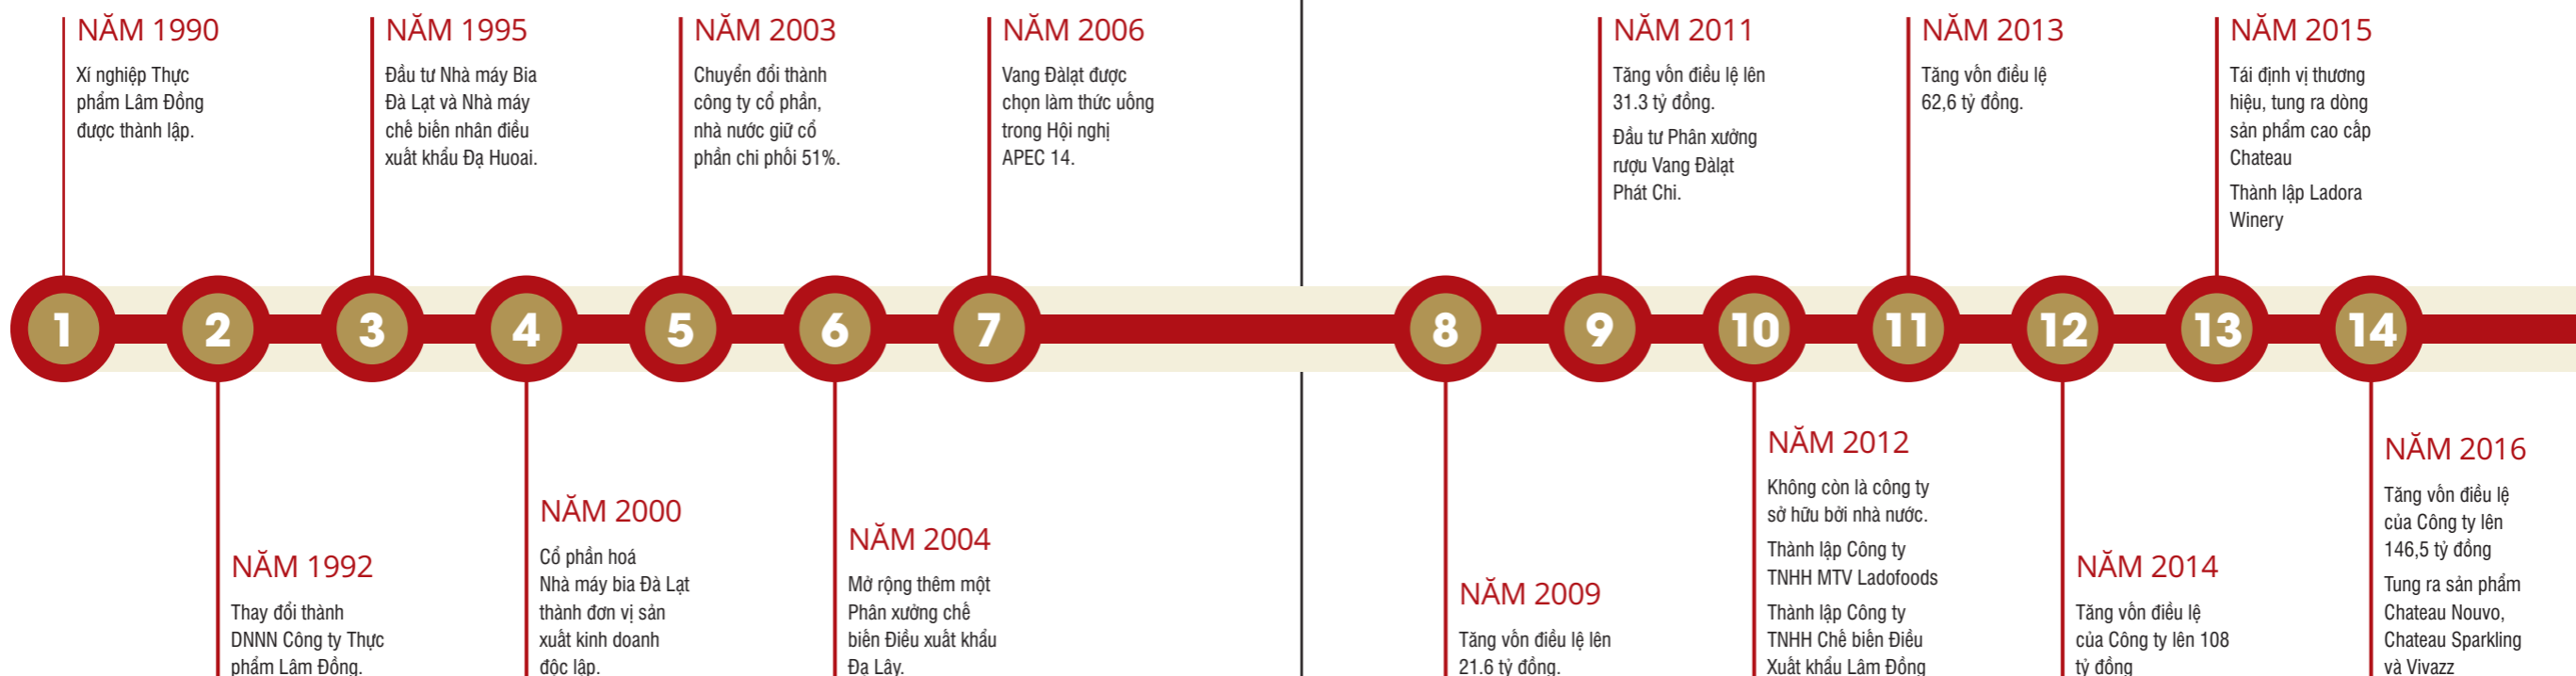 NĂM 1990
Xí nghiệp Thực
phẩm Lâm Đồng
được thành lập.
NĂM 1995
Đầu tư Nhà máy Bia
Đà Lạt và Nhà máy
chế biến nhân điều
xuất khẩu Đạ Huoai.
NĂM 2003
Chuyển đổi thành
công ty cổ phần,
nhà nước giữ cổ
phần chi phối 51%.
NĂM 2006
Vang Đàlạt được
chọn làm thức uống
trong Hội nghị
APEC 14.
NĂM 2011
Tăng vốn điều lệ lên
31.3 tỷ đồng.
Đầu tư Phân xưởng
rượu Vang Đàlạt
Phát Chi.
NĂM 2013
Tăng vốn điều lệ
62,6 tỷ đồng.
NĂM 2015
Tái định vị thương
hiệu, tung ra dòng
sản phẩm cao cấp
Chateau
Thành lập Ladora
Winery
1
2
3
4
5
6
7
8
9
10
11
12
13
14
NĂM 1992
Thay đổi thành
DNNN Công ty Thực
phẩm Lâm Đồng.
NĂM 2000
Cổ phần hoá
Nhà máy bia Đà Lạt
thành đơn vị sản
xuất kinh doanh
độc lập.
NĂM 2004
Mở rộng thêm một
Phân xưởng chế
biến Điều xuất khẩu
Đạ Lây.
NĂM 2009
Tăng vốn điều lệ lên
21.6 tỷ đồng.
NĂM 2012
Không còn là công ty
sở hữu bởi nhà nước.
Thành lập Công ty
TNHH MTV Ladofoods
Thành lập Công ty
TNHH Chế biến Điều
Xuất khẩu Lâm Đồng
NĂM 2014
Tăng vốn điều lệ
của Công ty lên 108
tỷ đồng
NĂM 2016
Tăng vốn điều lệ
của Công ty lên
146,5 tỷ đồng
Tung ra sản phẩm
Chateau Nouvo,
Chateau Sparkling
và Vivazz